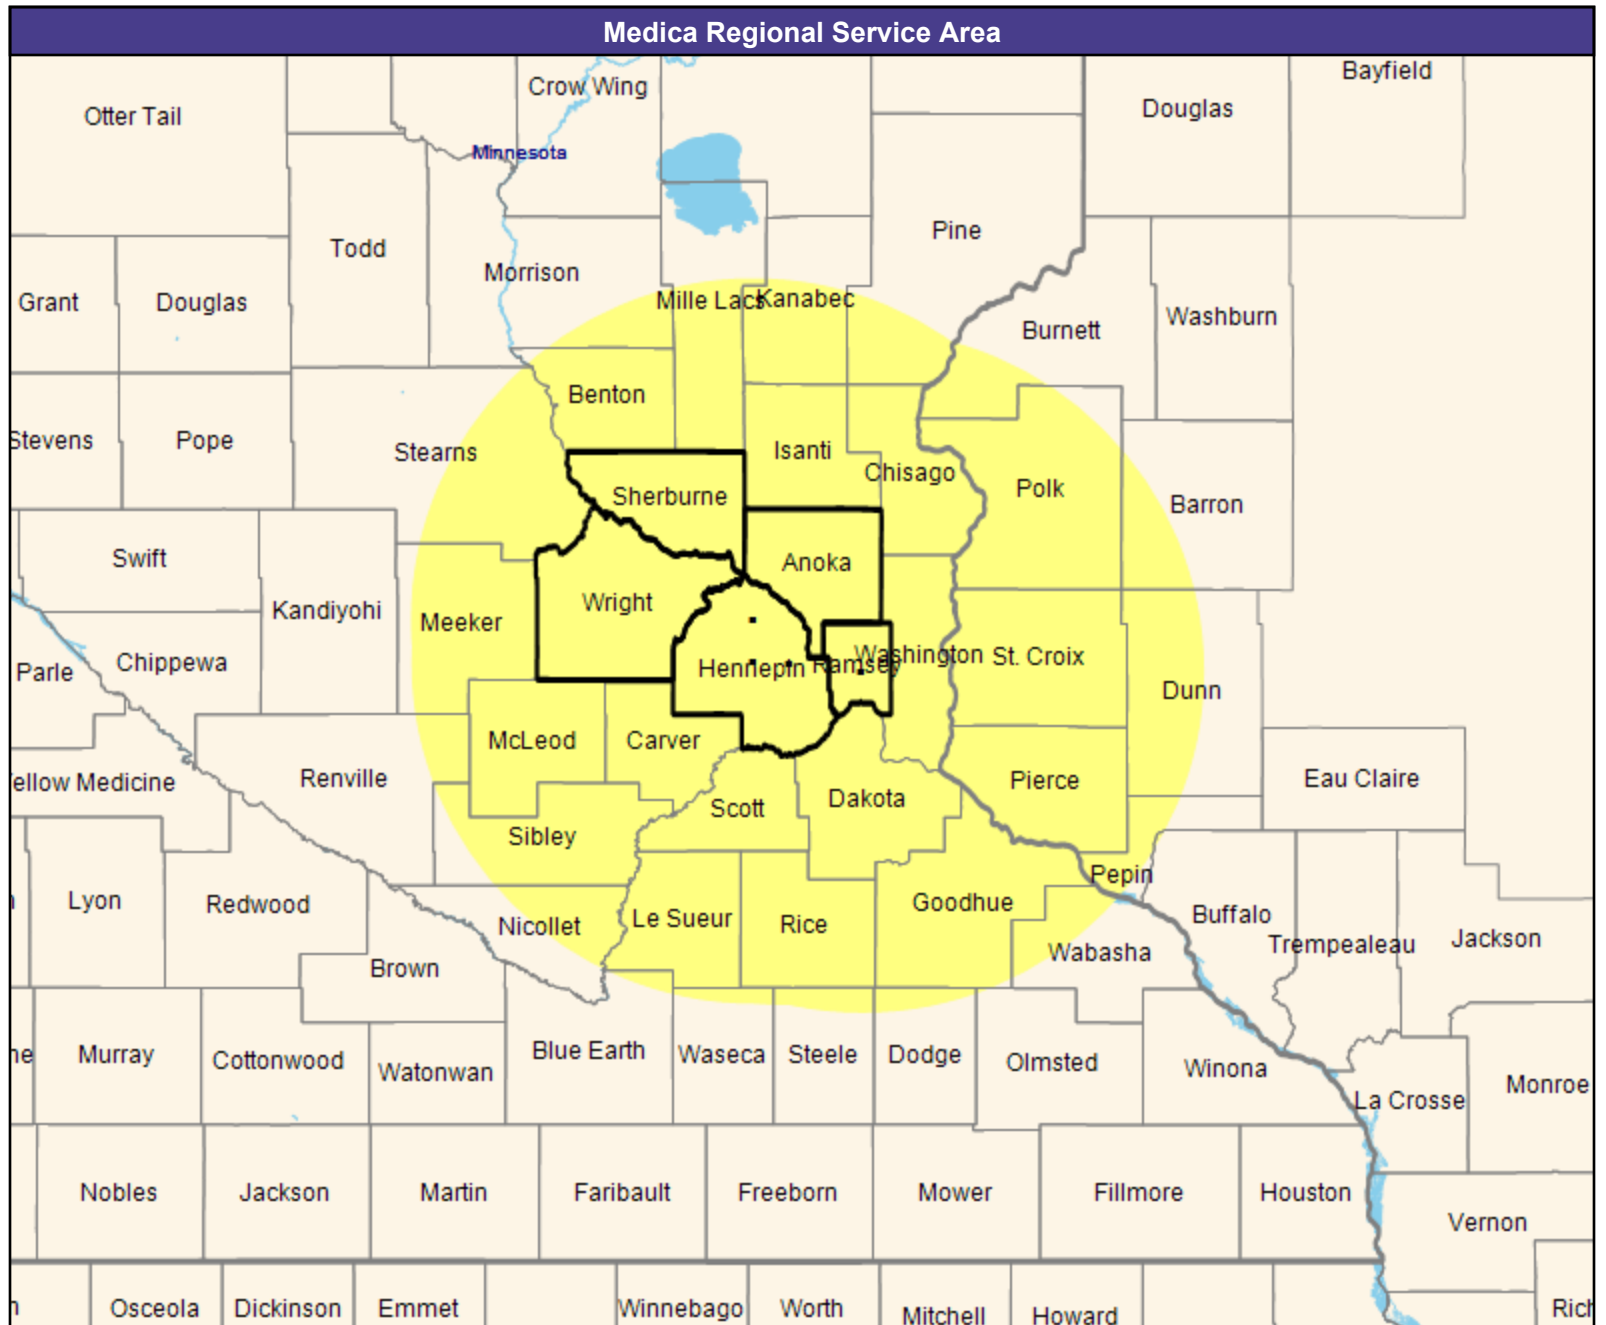 Medica Regional Service Area
Bayfield
Crow Wing
Douglas
Otter Tail
Minnesota
Pine
Todd
Morrison
Grant
Douglas
Mille Lacs
Kanabec
Washburn
Burnett
Benton
Stevens
Pope
Stearns
Isanti
Chisago
Polk
Sherburne
Barron
Swift
Anoka
Wright
Kandiyohi
Meeker
Parle
Chippewa
Hennepin
Ramsey
Washington
St. Croix
Dunn
McLeod
Carver
Yellow Medicine
Renville
Pierce
Eau Claire
Scott
Dakota
Sibley
Pepin
Lyon
Redwood
Nicollet
Le Sueur
Rice
Goodhue
Buffalo
Trempealeau
Jackson
Brown
Wabasha
ne
Murray
Cottonwood
Watonwan
Blue Earth
Waseca
Steele
Dodge
Olmsted
Winona
La Crosse
Monroe
Nobles
Jackson
Martin
Faribault
Freeborn
Mower
Fillmore
Houston
Vernon
Osceola
Dickinson
Emmet
Winnebago
Worth
Mitchell
Howard
Rich